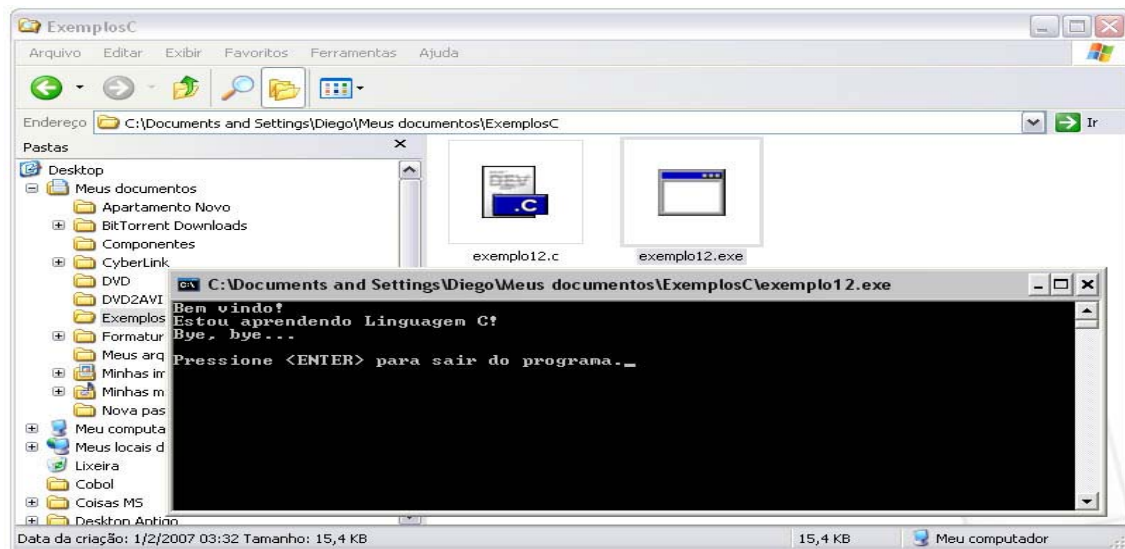 ExemplosC
Arquivo Editar Exibir Favoritos Ferramentas Ajuda
Endereço C:\Documents and Settings\Diego\Meus documentos\ExemplosC Ir
Pastas
Desktop
Meus documentos
Apartamento Novo
BitTorrent Downloads
Componentes
CyberLink
DVD
DVD2AVI
Exemplos
Formatur
Meus arq
Minhas im
Minhas m
Nova pas
Meu computa
Meus locais d
Lixeira
Cobol
Coisas MS
Desktop Antigo
DEV
.C
exemplo12.c
exemplo12.exe
C:\Documents and Settings\Diego\Meus documentos\ExemplosC\exemplo12.exe
Bem vindo!
Estou aprendendo Linguagem C!
Bye, bye...
Pressione <ENTER> para sair do programa._
Data da criação: 1/2/2007 03:32 Tamanho: 15,4 KB
15,4 KB
Meu computador